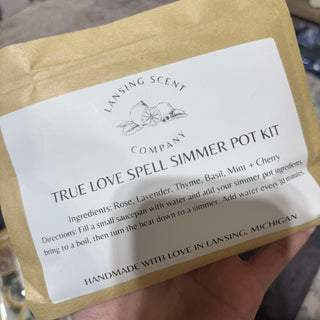 LANSING SCENT
COMPANY
TRUE LOVE SPELL SIMMER POT KIT
Ingredients: Rose, Lavender, Thyme, Basil, Mint + Cherry
Directions: Fill a small saucepan with water and add your simmer pot ingredients,
bring to a boil, then turn the heat down to a simmer. Add water every 30 minutes.
HANDMADE WITH LOVE IN LANSING, MICHIGAN